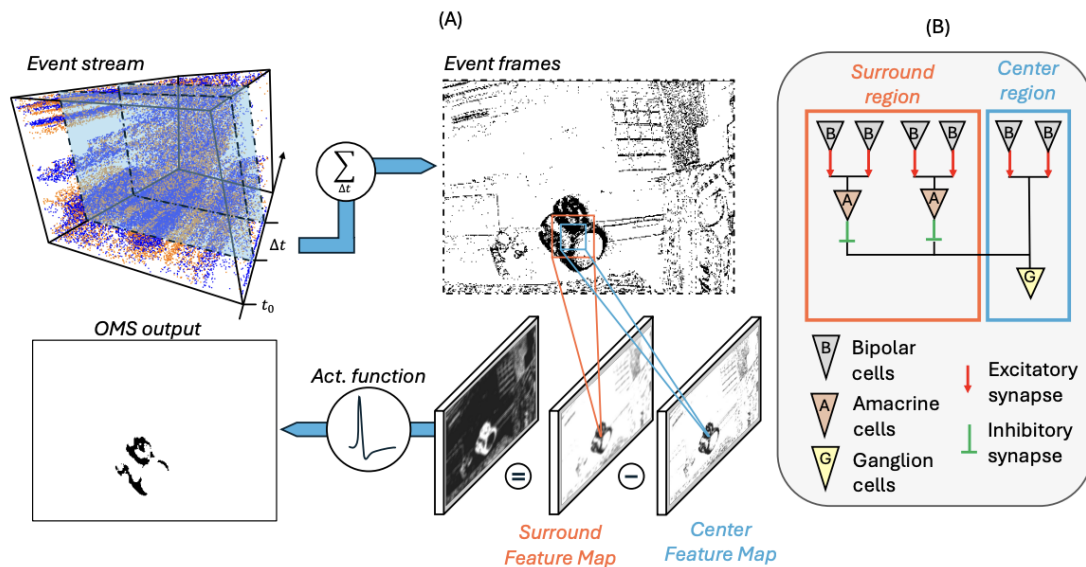 (A)
Event stream
Event frames
∑
Δt
Δt
t₀
OMS output
Act. function
=
−
Surround
Feature Map
Center
Feature Map
(B)
Surround
region
Center
region
B B B B B B
A A
G
B Bipolar
cells
A Amacrine
cells
G Ganglion
cells
Excitatory
synapse
Inhibitory
synapse